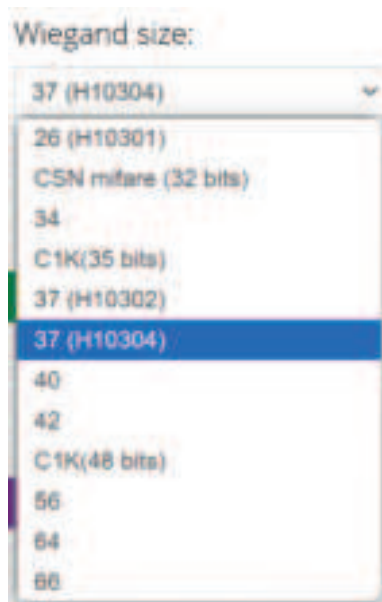 Wiegand size:
37 (H10304)
26 (H10301)
CSN mifare (32 bits)
34
C1K(35 bits)
37 (H10302)
37 (H10304)
40
42
C1K(48 bits)
56
64
66